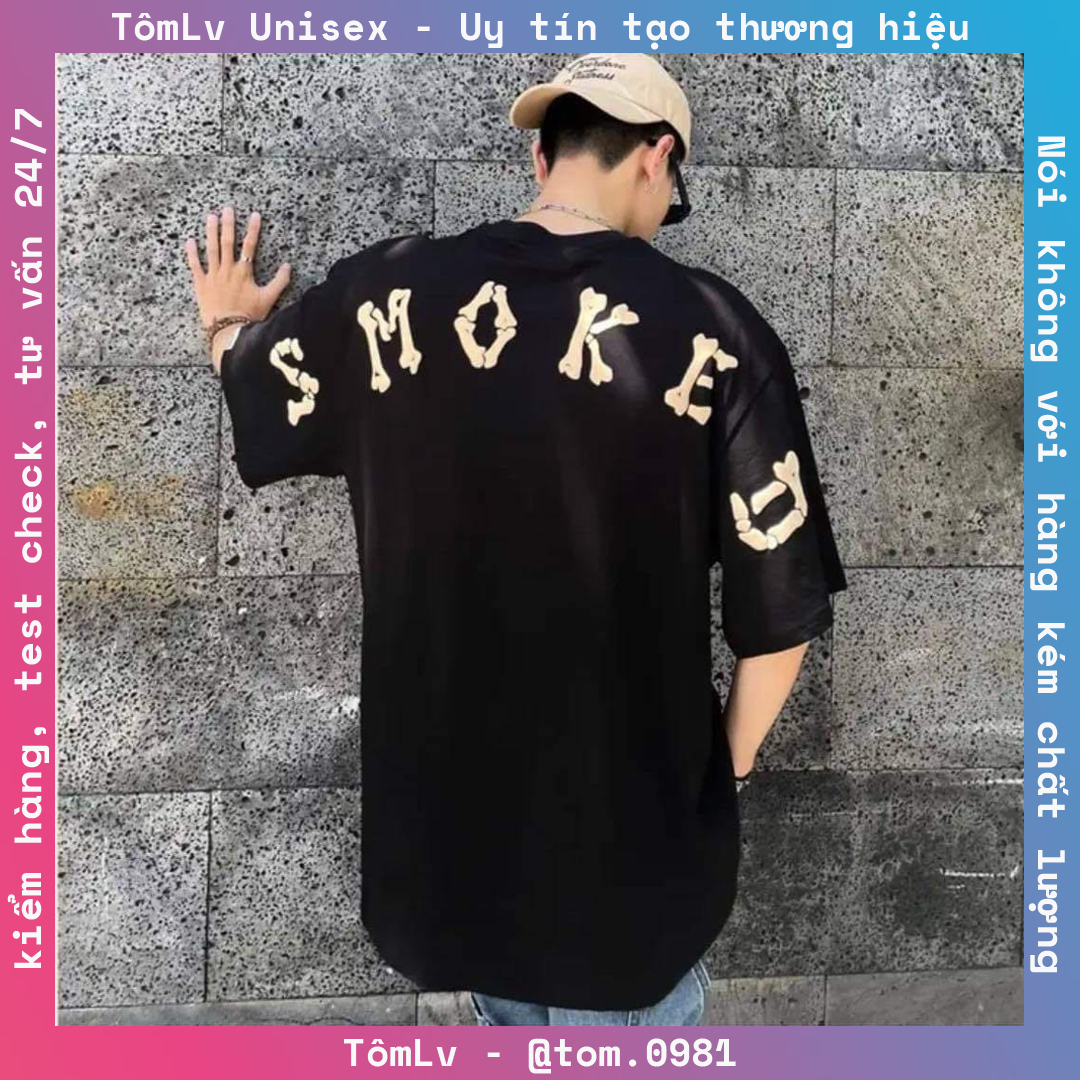 TômLv Unisex - Uy tín tạo thương hiệu
kiểm hàng, test check, tư vấn 24/7
SMOKED
Nói không với hàng kém chất lượng
TômLv - @tom.0981